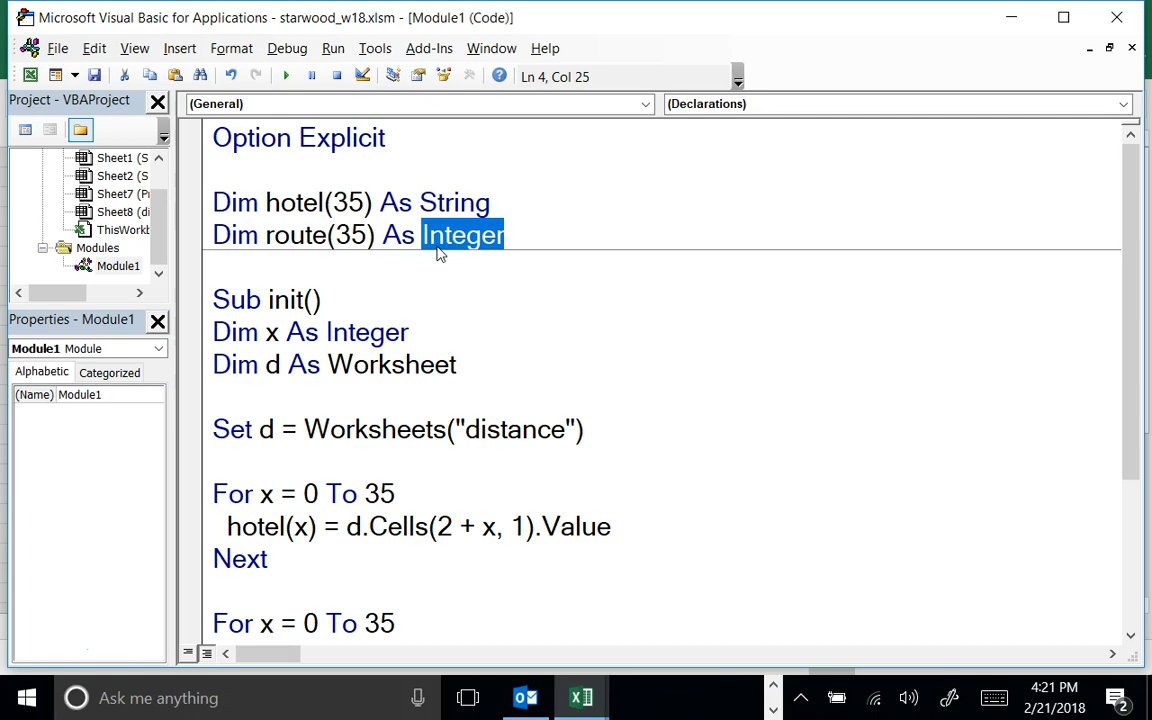 Microsoft Visual Basic for Applications - starwood_w18.xlsm - [Module1 (Code)]
File Edit View Insert Format Debug Run Tools Add-Ins Window Help
Ln 4, Col 25
Project - VBAProject
(General)
(Declarations)
Sheet1 (S
Sheet2 (S
Sheet7 (Pi
Sheet8 (di
ThisWorkb
Modules
Module1
Properties - Module1
Module1 Module
Alphabetic Categorized
(Name) Module1
Option Explicit
Dim hotel(35) As String
Dim route(35) As Integer
Sub init()
Dim x As Integer
Dim d As Worksheet
Set d = Worksheets("distance")
For x = 0 To 35
hotel(x) = d.Cells(2 + x, 1).Value
Next
For x = 0 To 35
Ask me anything
4:21 PM
2/21/2018
2